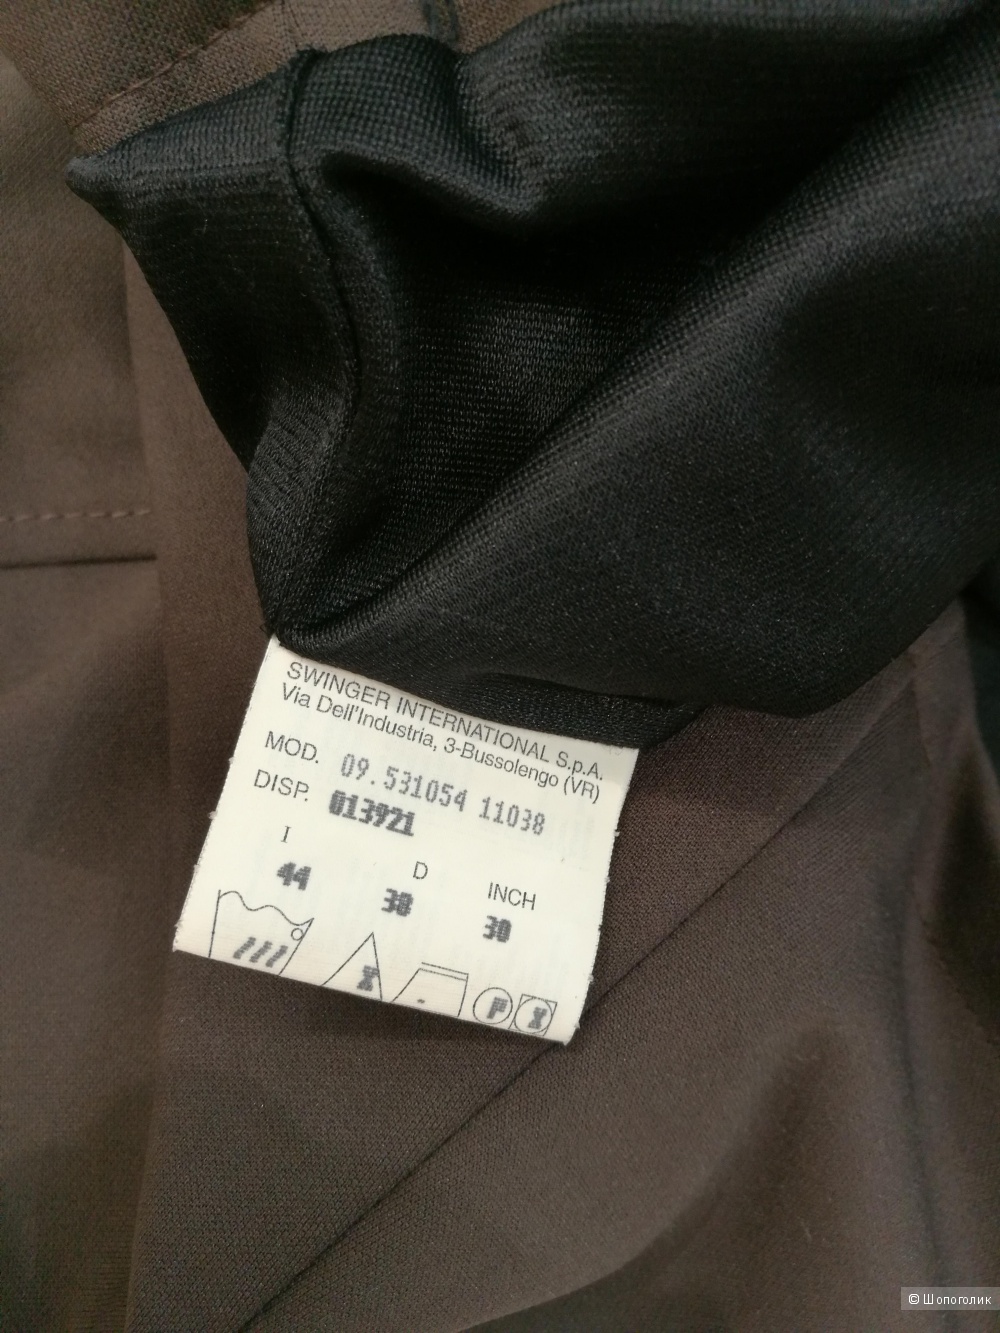 SWINGER INTERNATIONAL S.p.A.
Via Dell'Industria, 3-Bussolengo (VR)
MOD. 09.531054 11038
DISP. 013921
I D INCH
44 38 30
P
© Шопоголик